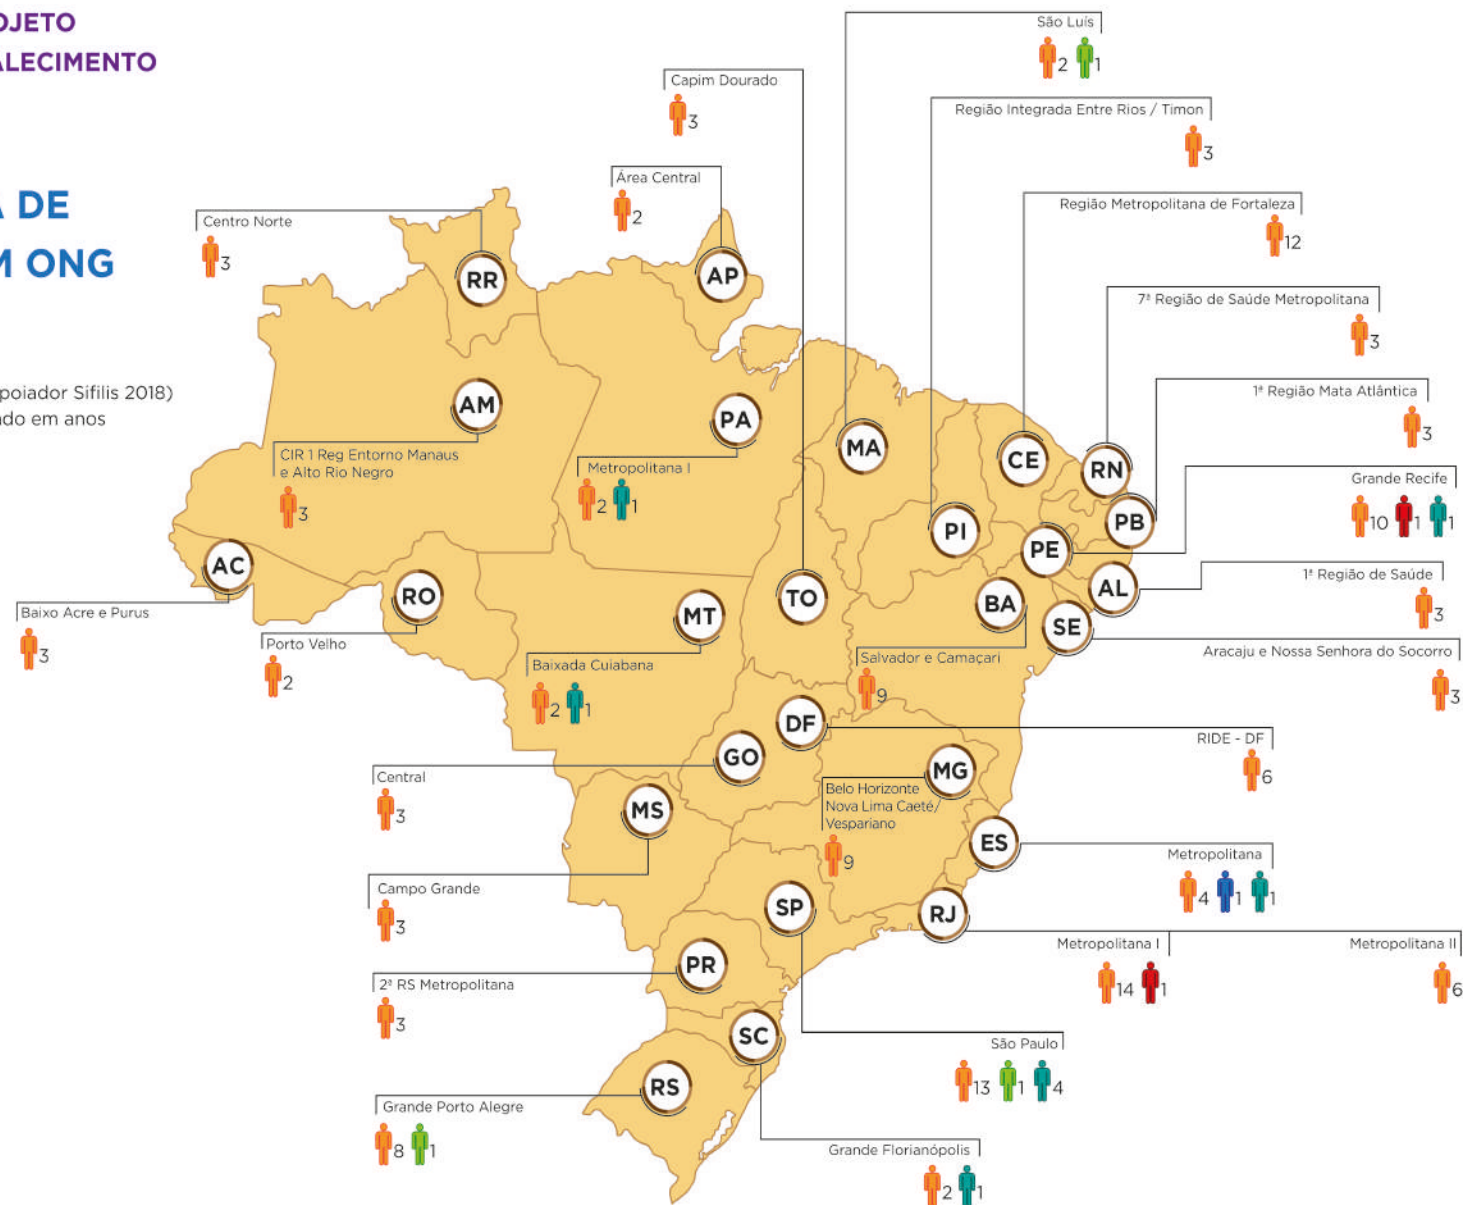 OJETO
ALECIMENTO
A DE
M ONG
poiador Sífilis 2018)
do em anos
São Luís
2 1
Capim Dourado
3
Região Integrada Entre Rios / Timon
3
Área Central
2
Centro Norte
3
Região Metropolitana de Fortaleza
12
RR
AP
7ª Região de Saúde Metropolitana
3
1ª Região Mata Atlântica
3
AM
PA
MA
CE
RN
CIR 1 Reg Entorno Manaus
e Alto Rio Negro
3
Metropolitana I
2 1
Grande Recife
10 1 1
PB
PI
PE
AC
RO
MT
TO
BA
AL
SE
1ª Região de Saúde
3
Baixo Acre e Purus
3
Porto Velho
2
Baixada Cuiabana
2 1
Salvador e Camaçari
9
Aracaju e Nossa Senhora do Socorro
3
DF
RIDE - DF
6
GO
MG
Central
3
Belo Horizonte
Nova Lima Caeté/
Vespariano
9
MS
ES
Metropolitana
4 1 1
Campo Grande
3
SP
RJ
Metropolitana I
14 1
Metropolitana II
6
PR
2ª RS Metropolitana
3
SC
São Paulo
13 1 4
RS
Grande Porto Alegre
8 1
Grande Florianópolis
2 1